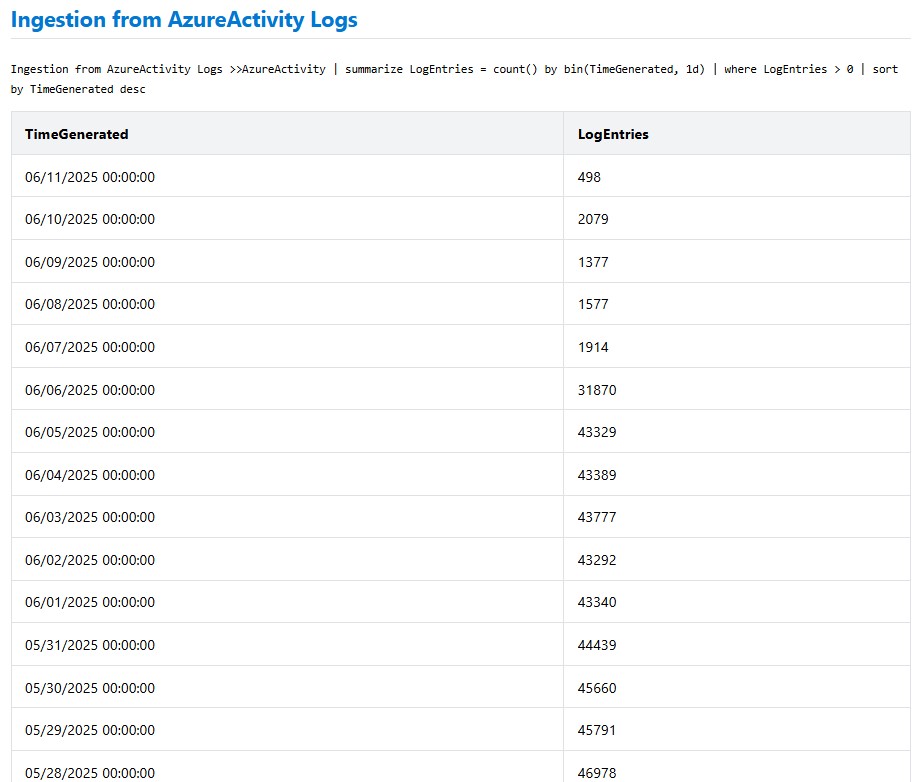 Ingestion from AzureActivity Logs
Ingestion from AzureActivity Logs >>AzureActivity | summarize LogEntries = count() by bin(TimeGenerated, 1d) | where LogEntries > 0 | sort
by TimeGenerated desc
TimeGenerated LogEntries
06/11/2025 00:00:00 498
06/10/2025 00:00:00 2079
06/09/2025 00:00:00 1377
06/08/2025 00:00:00 1577
06/07/2025 00:00:00 1914
06/06/2025 00:00:00 31870
06/05/2025 00:00:00 43329
06/04/2025 00:00:00 43389
06/03/2025 00:00:00 43777
06/02/2025 00:00:00 43292
06/01/2025 00:00:00 43340
05/31/2025 00:00:00 44439
05/30/2025 00:00:00 45660
05/29/2025 00:00:00 45791
05/28/2025 00:00:00 46978